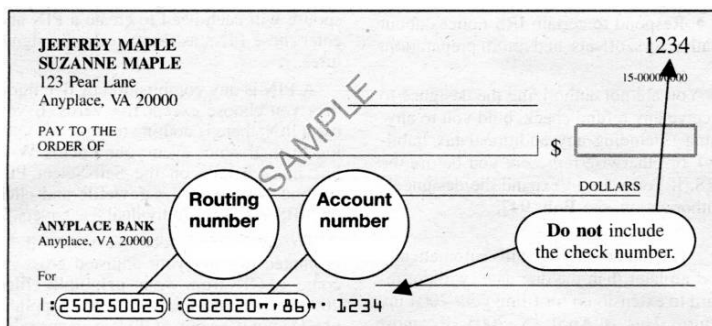 JEFFREY MAPLE
SUZANNE MAPLE
123 Pear Lane
Anyplace, VA 20000
1234
15-0000/0000
PAY TO THE
ORDER OF
SAMPLE
$
DOLLARS
Routing
number
Account
number
ANYPLACE BANK
Anyplace, VA 20000
Do not include
the check number.
For
|:250250025|:202020"'86". 1234